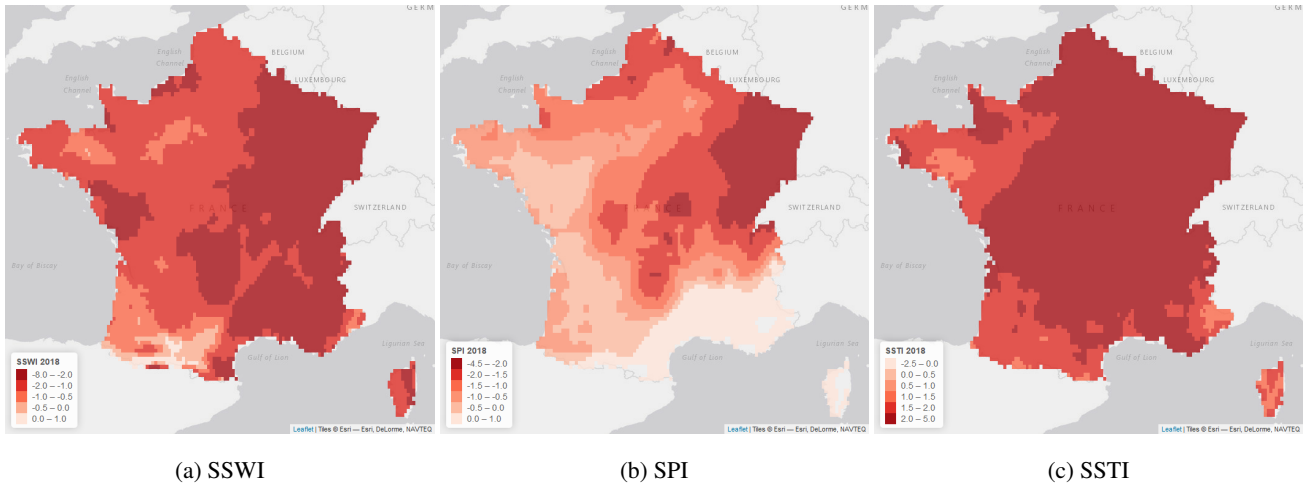 GERM
BELGIUM
English
Channel
LUXEMBOURG
English
Channel
FRANCE
SWITZERLAND
Bay of Biscay
Gulf of Lion
Ligurian Sea
SSWI 2018
-8.0 – -2.0
-2.0 – -1.0
-1.0 – -0.5
-0.5 – 0.0
0.0 – 1.0
Leaflet | Tiles © Esri — Esri, DeLorme, NAVTEQ
(a) SSWI
GERM
BELGIUM
English
Channel
LUXEMBOURG
English
Channel
FRANCE
SWITZERLAND
Bay of Biscay
Gulf of Lion
Ligurian Sea
SPI 2018
-4.5 – -2.0
-2.0 – -1.5
-1.5 – -1.0
-1.0 – -0.5
-0.5 – 0.0
0.0 – 1.0
Leaflet | Tiles © Esri — Esri, DeLorme, NAVTEQ
(b) SPI
GERM
BELGIUM
English
Channel
LUXEMBOURG
English
Channel
FRANCE
SWITZERLAND
Bay of Biscay
Gulf of Lion
Ligurian Sea
SSTI 2018
-2.5 – 0.0
0.0 – 0.5
0.5 – 1.0
1.0 – 1.5
1.5 – 2.0
2.0 – 5.0
Leaflet | Tiles © Esri — Esri, DeLorme, NAVTEQ
(c) SSTI